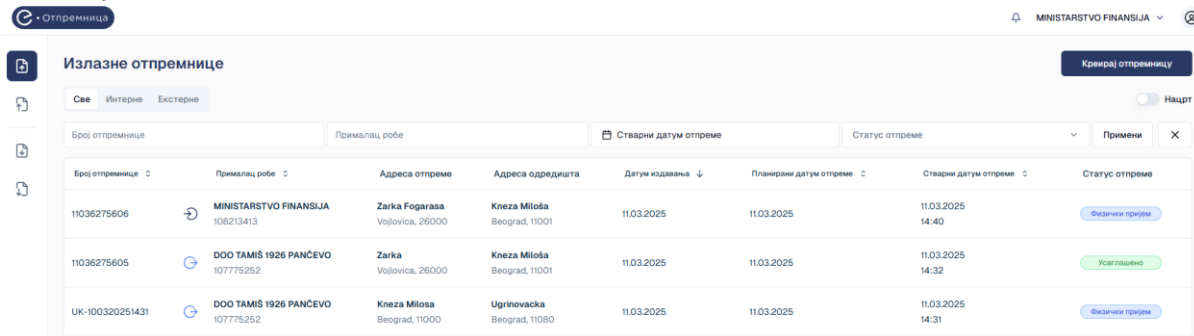 е • Отпремница
MINISTARSTVO FINANSIJA
Излазне отпремнице
Креирај отпремницу
Све Интерне Екстерне
Нацрт
Број отпремнице Прималац робе Стварни датум отпреме Статус отпреме Примени
Број отпремнице Прималац робе Адреса отпреме Адреса одредишта Датум издавања Планирани датум отпреме Стварни датум отпреме Статус отпреме
11036275606 MINISTARSTVO FINANSIJA Zarka Fogarasa Kneza Miloša 11.03.2025 11.03.2025 11.03.2025 Физички пријем
108213413 Vojlovica, 26000 Beograd, 11001 14:40
11036275605 DOO TAMIŠ 1926 PANČEVO Zarka Kneza Miloša 11.03.2025 11.03.2025 11.03.2025 Усаглашено
107775252 Vojlovica, 26000 Beograd, 11001 14:32
UK-100320251431 DOO TAMIŠ 1926 PANČEVO Kneza Milosa Ugrinovacka 11.03.2025 11.03.2025 11.03.2025 Физички пријем
107775252 Beograd, 11000 Beograd, 11080 14:31